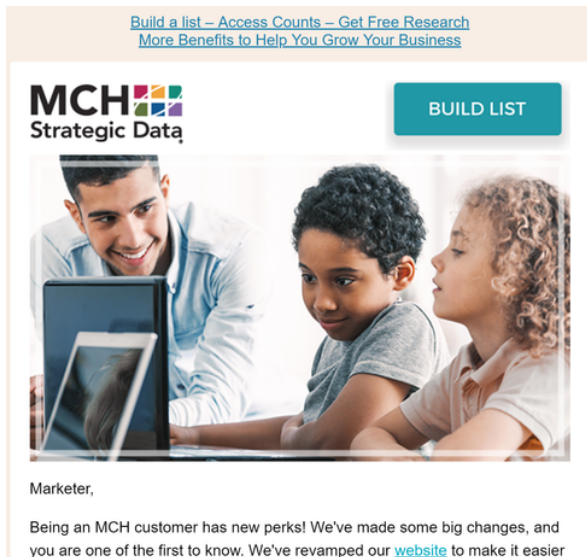 Build a list – Access Counts – Get Free Research
More Benefits to Help You Grow Your Business
MCH
Strategic Data
BUILD LIST
Marketer,
Being an MCH customer has new perks! We've made some big changes, and
you are one of the first to know. We've revamped our website to make it easier